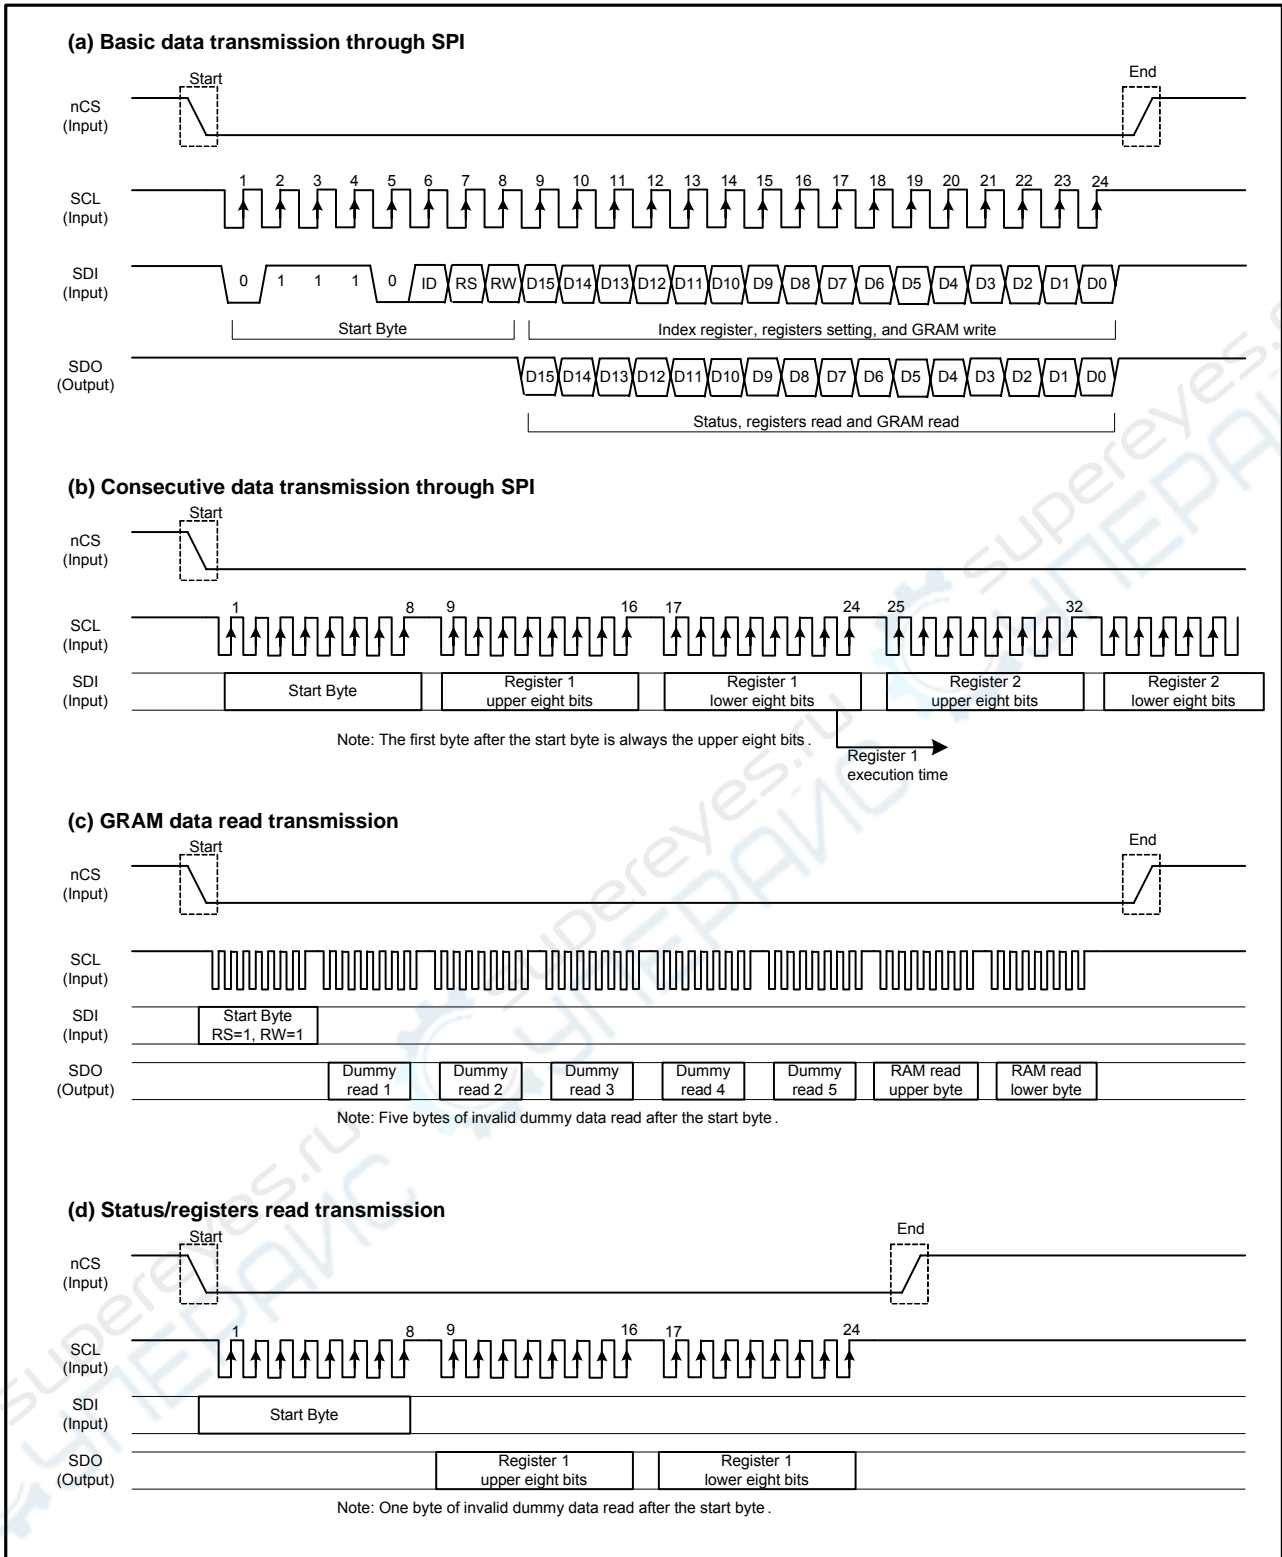 (a) Basic data transmission through SPI
Start
End
nCS
(Input)
1 2 3 4 5 6 7 8 9 10 11 12 13 14 15 16 17 18 19 20 21 22 23 24
SCL
(Input)
SDI
(Input)
0 1 1 1 0 ID RS RW D15 D14 D13 D12 D11 D10 D9 D8 D7 D6 D5 D4 D3 D2 D1 D0
Start Byte
Index register, registers setting, and GRAM write
SDO
(Output)
D15 D14 D13 D12 D11 D10 D9 D8 D7 D6 D5 D4 D3 D2 D1 D0
Status, registers read and GRAM read
(b) Consecutive data transmission through SPI
Start
nCS
(Input)
1 8 9 16 17 24 25 32
SCL
(Input)
SDI
(Input)
Start Byte
Register 1
upper eight bits
Register 1
lower eight bits
Register 2
upper eight bits
Register 2
lower eight bits
Note: The first byte after the start byte is always the upper eight bits .
Register 1
execution time
(c) GRAM data read transmission
Start
End
nCS
(Input)
SCL
(Input)
SDI
(Input)
Start Byte
RS=1, RW=1
SDO
(Output)
Dummy
read 1
Dummy
read 2
Dummy
read 3
Dummy
read 4
Dummy
read 5
RAM read
upper byte
RAM read
lower byte
Note: Five bytes of invalid dummy data read after the start byte .
(d) Status/registers read transmission
Start
End
nCS
(Input)
1 8 9 16 17 24
SCL
(Input)
SDI
(Input)
Start Byte
SDO
(Output)
Register 1
upper eight bits
Register 1
lower eight bits
Note: One byte of invalid dummy data read after the start byte .
supereyes.ru
СУПЕРАЙС